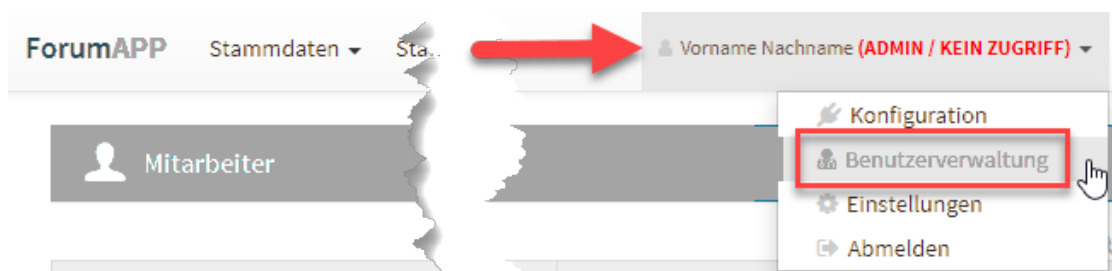 ForumAPP Stammdaten Vorname Nachname (ADMIN / KEIN ZUGRIFF)
Konfiguration
Mitarbeiter Benutzerverwaltung
Einstellungen
Abmelden